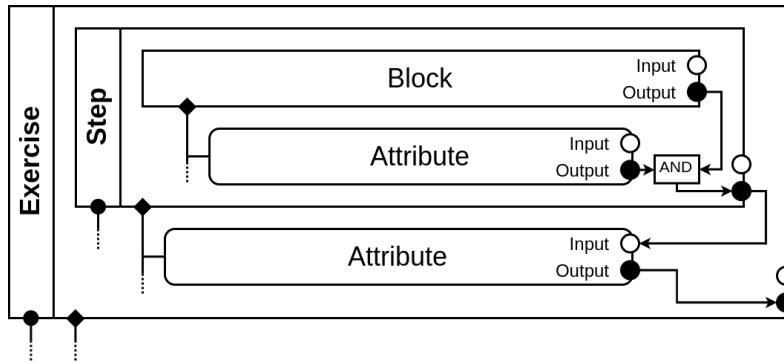 Exercise
Step
Block
Input
Output
Attribute
Input
Output
AND
Attribute
Input
Output